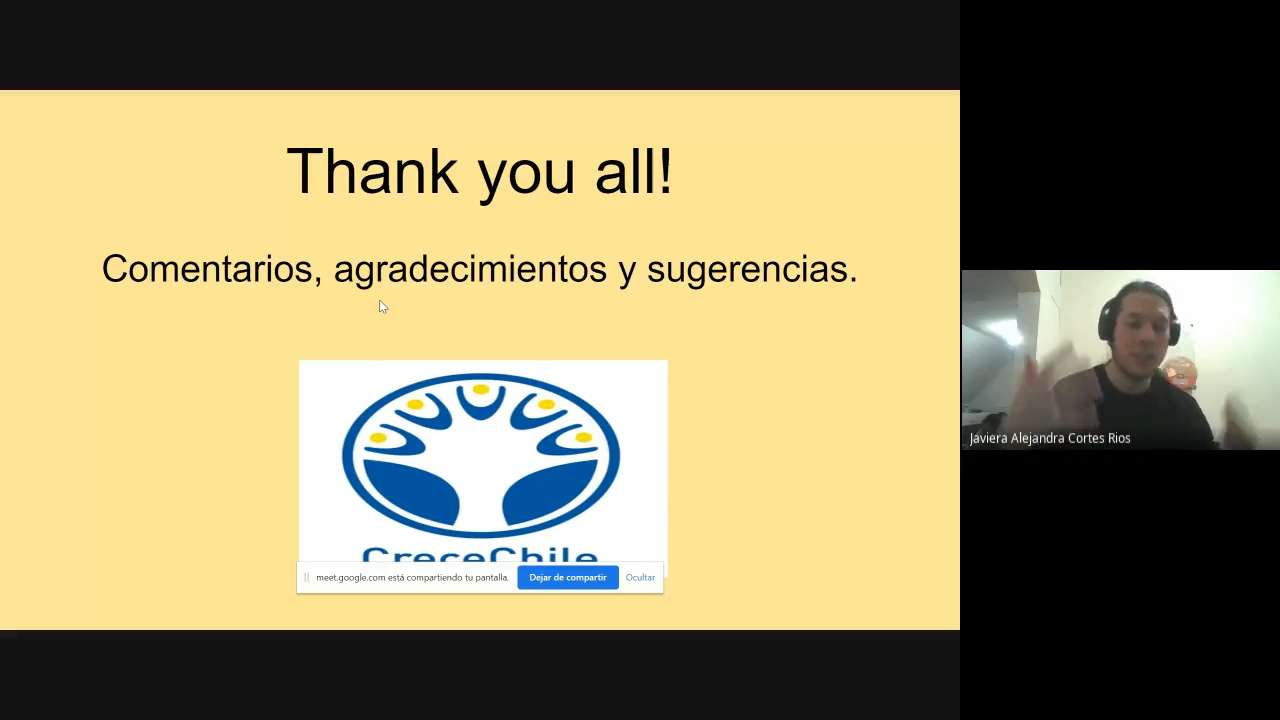 Thank you all!
Comentarios, agradecimientos y sugerencias.
CreceChile
meet.google.com está compartiendo tu pantalla.
Dejar de compartir
Ocultar
Javiera Alejandra Cortes Rios